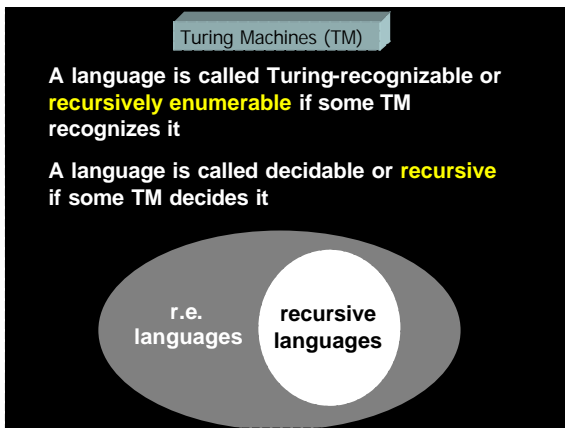 Turing Machines (TM)
A language is called Turing-recognizable or
recursively enumerable if some TM
recognizes it
A language is called decidable or recursive
if some TM decides it
r.e.
languages
recursive
languages